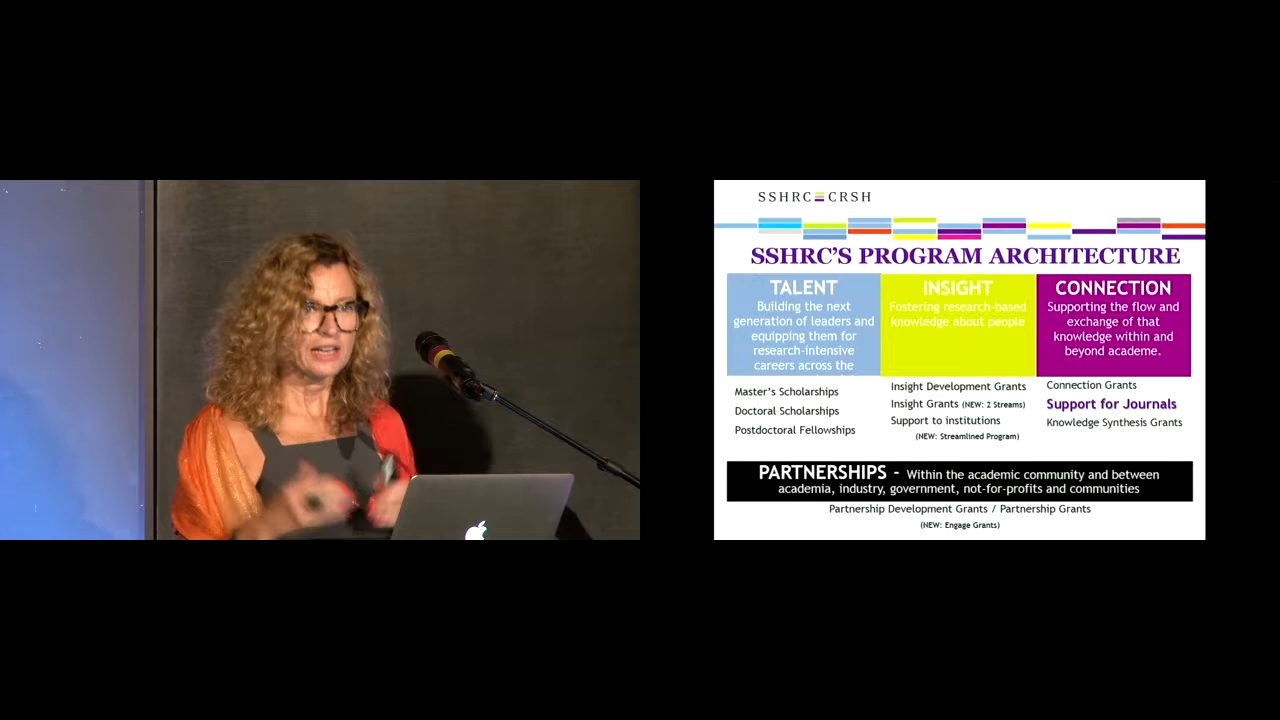 SSHRC CRSH
SSHRC'S PROGRAM ARCHITECTURE
TALENT
Building the next
generation of leaders and
equipping them for
research-intensive
careers across the
INSIGHT
Fostering research-based
knowledge about people
CONNECTION
Supporting the flow and
exchange of that
knowledge within and
beyond academe.
Master's Scholarships
Doctoral Scholarships
Postdoctoral Fellowships
Insight Development Grants
Insight Grants (NEW: 2 Streams)
Support to institutions
(NEW: Streamlined Program)
Connection Grants
Support for Journals
Knowledge Synthesis Grants
PARTNERSHIPS - Within the academic community and between
academia, industry, government, not-for-profits and communities
Partnership Development Grants / Partnership Grants
(NEW: Engage Grants)